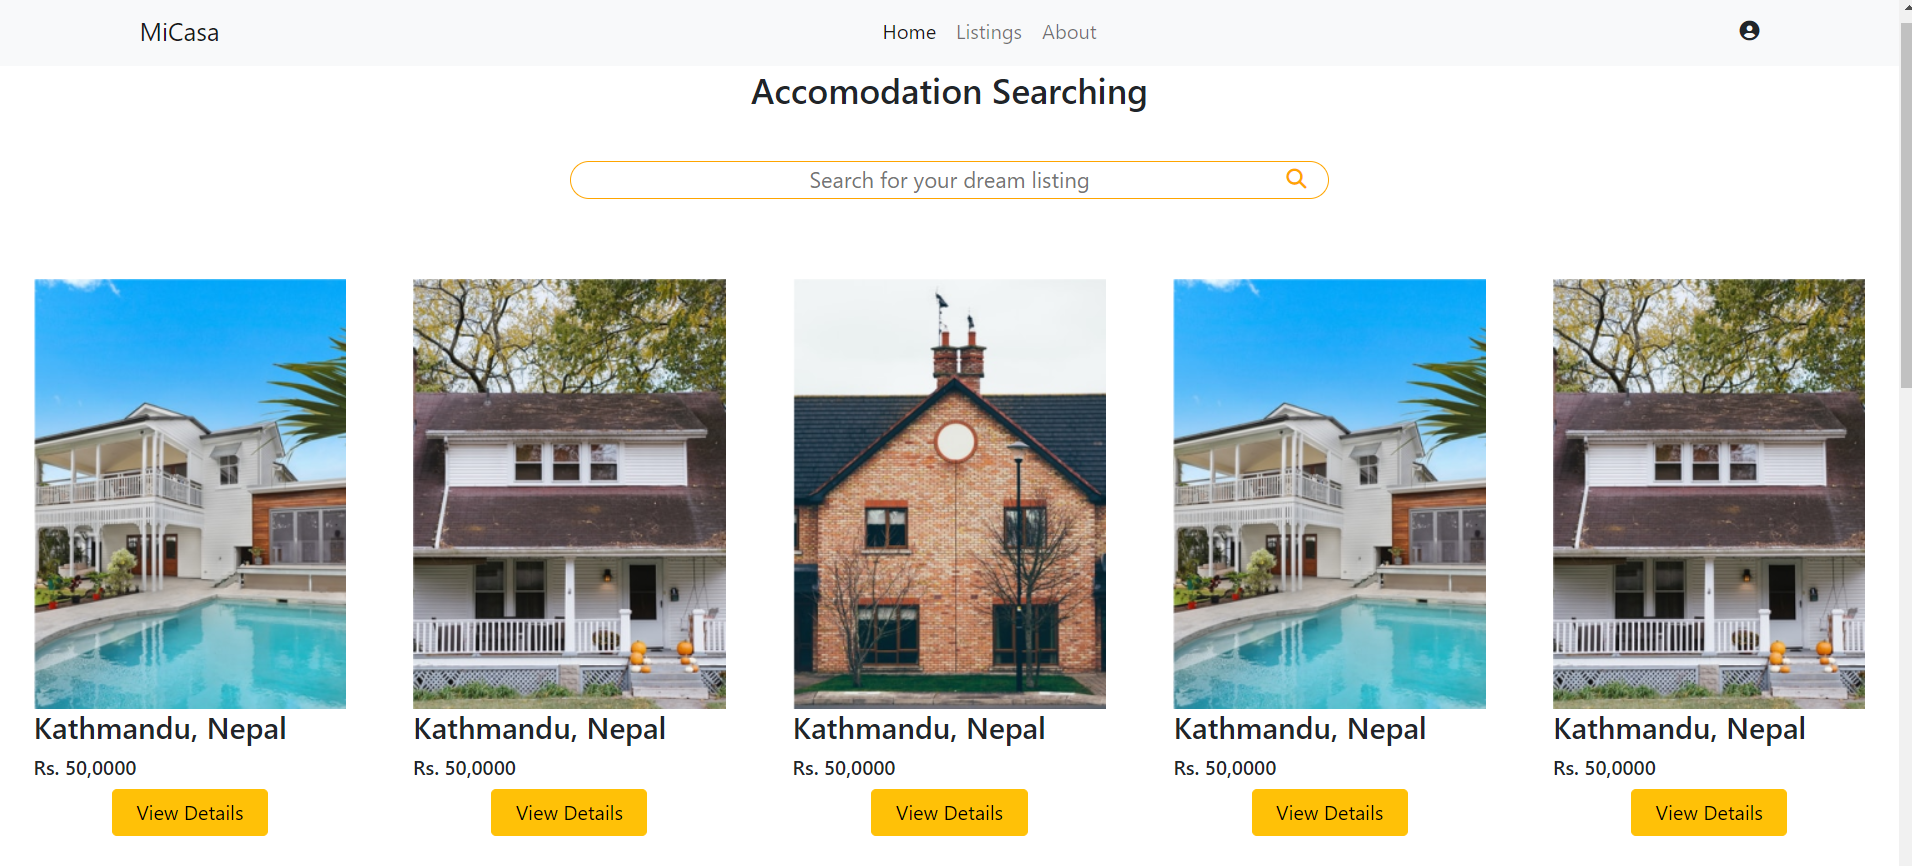 MiCasa
Home Listings About
Accomodation Searching
Search for your dream listing
Kathmandu, Nepal
Rs. 50,0000
View Details
Kathmandu, Nepal
Rs. 50,0000
View Details
Kathmandu, Nepal
Rs. 50,0000
View Details
Kathmandu, Nepal
Rs. 50,0000
View Details
Kathmandu, Nepal
Rs. 50,0000
View Details